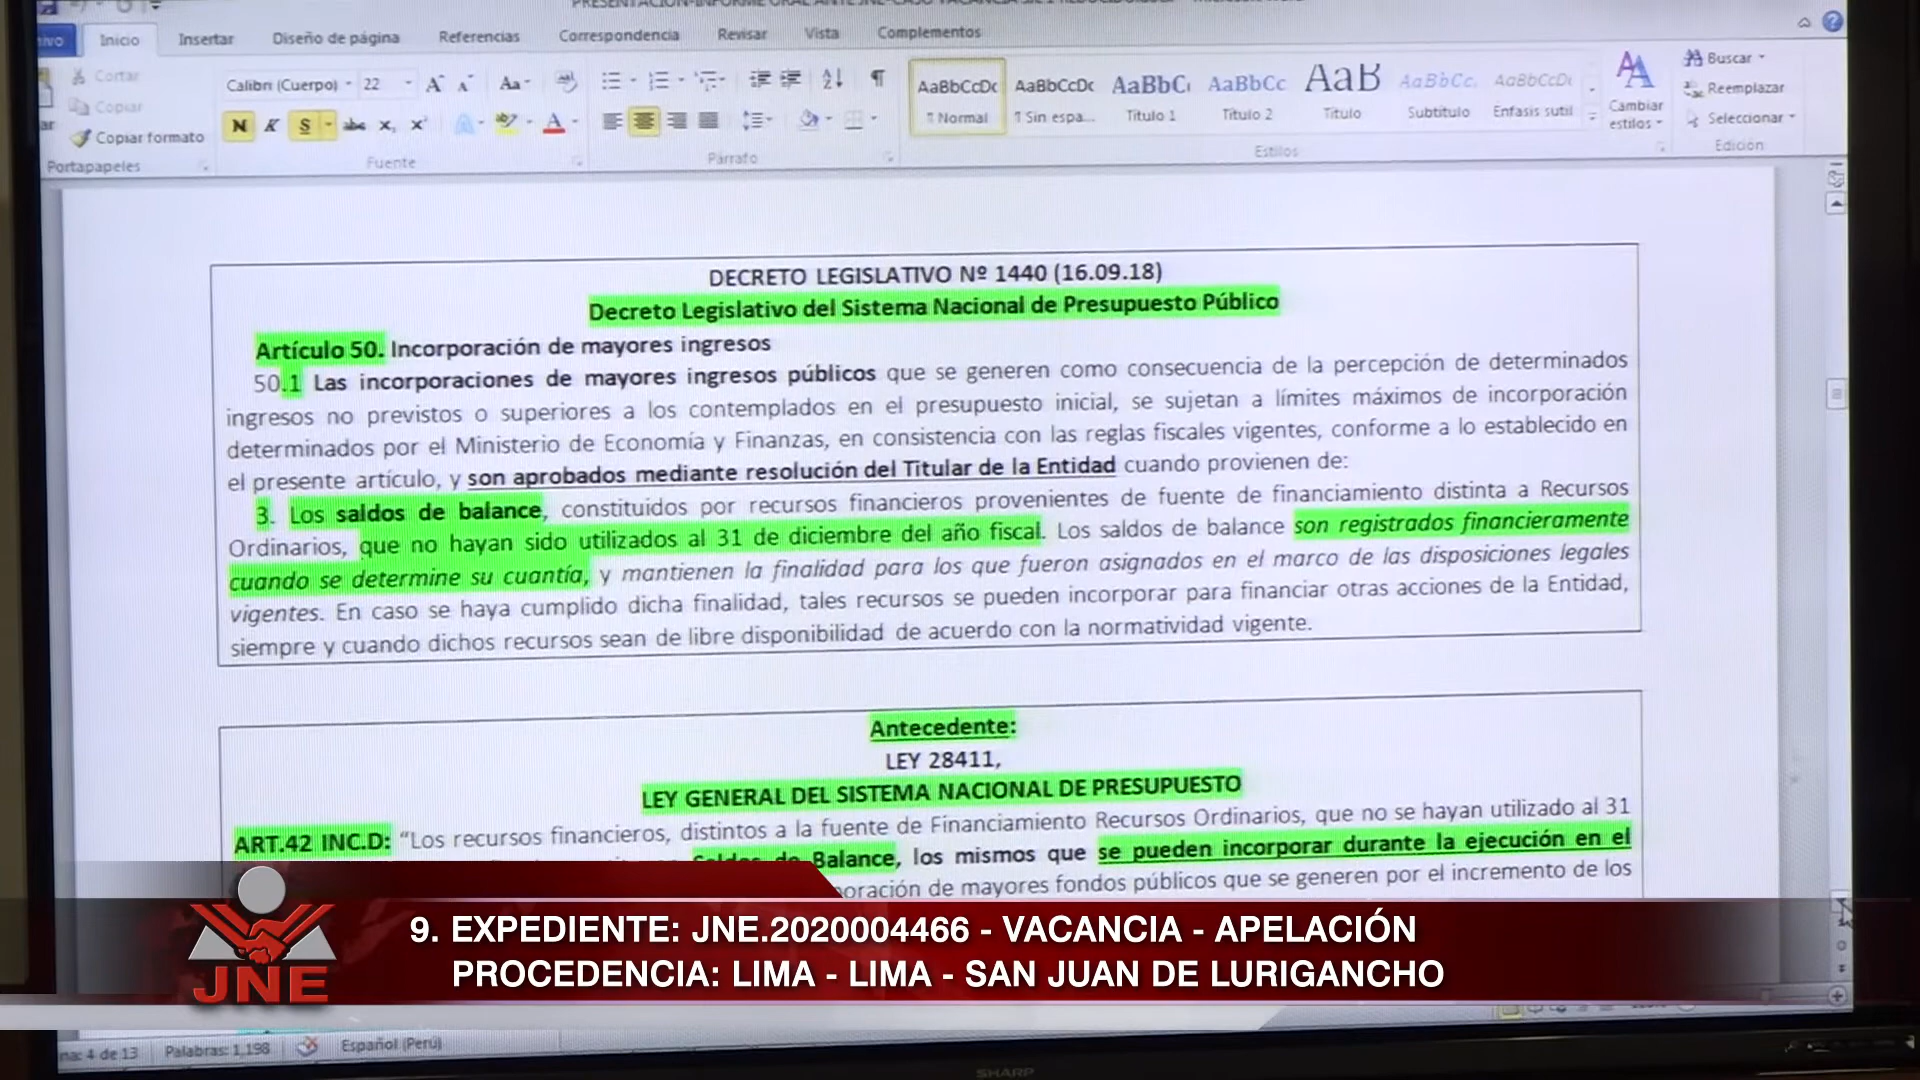 Inicio Insertar Diseño de página Referencias Correspondencia Revisar Vista Complementos
Cortar
Copiar
Copiar formato
Portapapeles
Calibri (Cuerpo) 22
N K S abc
Fuente
Párrafo
AaBbCcDc AaBbCcDc AaBbC AaBbCc AaB AaBbCc. AaBbCcDt
Normal Sin espa... Título 1 Título 2 Título Subtítulo Énfasis sutil
Estilos
Cambiar
estilos
Buscar
Reemplazar
Seleccionar
Edición
DECRETO LEGISLATIVO Nº 1440 (16.09.18)
Decreto Legislativo del Sistema Nacional de Presupuesto Público
Artículo 50. Incorporación de mayores ingresos
50.1 Las incorporaciones de mayores ingresos públicos que se generen como consecuencia de la percepción de determinados
ingresos no previstos o superiores a los contemplados en el presupuesto inicial, se sujetan a límites máximos de incorporación
determinados por el Ministerio de Economía y Finanzas, en consistencia con las reglas fiscales vigentes, conforme a lo establecido en
el presente artículo, y son aprobados mediante resolución del Titular de la Entidad cuando provienen de:
3. Los saldos de balance, constituidos por recursos financieros provenientes de fuente de financiamiento distinta a Recursos
Ordinarios, que no hayan sido utilizados al 31 de diciembre del año fiscal. Los saldos de balance son registrados financieramente
cuando se determine su cuantía, y mantienen la finalidad para los que fueron asignados en el marco de las disposiciones legales
vigentes. En caso se haya cumplido dicha finalidad, tales recursos se pueden incorporar para financiar otras acciones de la Entidad,
siempre y cuando dichos recursos sean de libre disponibilidad de acuerdo con la normatividad vigente.
Antecedente:
LEY 28411,
LEY GENERAL DEL SISTEMA NACIONAL DE PRESUPUESTO
ART.42 INC.D: “Los recursos financieros, distintos a la fuente de Financiamiento Recursos Ordinarios, que no se hayan utilizado al 31
Saldos de Balance, los mismos que se pueden incorporar durante la ejecución en el
oración de mayores fondos públicos que se generen por el incremento de los
JNE
9. EXPEDIENTE: JNE.2020004466 - VACANCIA - APELACIÓN
PROCEDENCIA: LIMA - LIMA - SAN JUAN DE LURIGANCHO
na: 4 de 13 Palabras: 1,198 Español (Perú)
SHARP